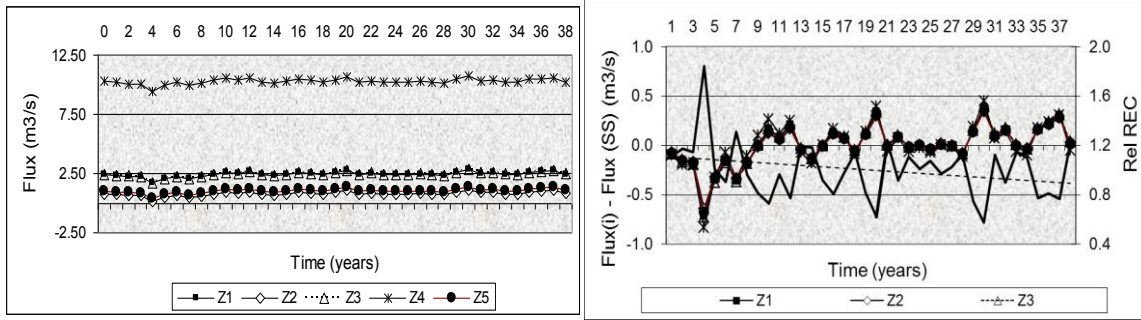 0 2 4 6 8 10 12 14 16 18 20 22 24 26 28 30 32 34 36 38
12.50
7.50
2.50
-2.50
Flux (m3/s)
Time (years)
Z1 Z2 Z3 Z4 Z5
1 3 5 7 9 11 13 15 17 19 21 23 25 27 29 31 33 35 37
1.0
0.5
0.0
-0.5
-1.0
Flux(i) - Flux (SS) (m3/s)
2.0
1.6
1.2
0.8
0.4
Rel REC
Time (years)
Z1 Z2 Z3